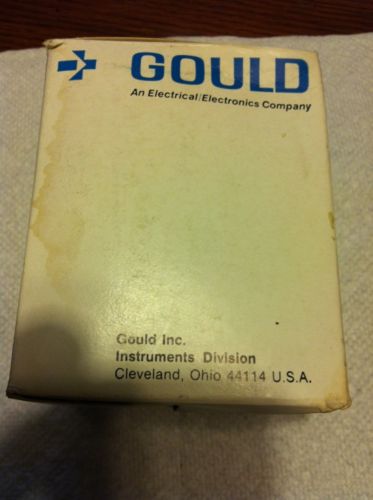 GOULD
An Electrical/Electronics Company
Gould Inc.
Instruments Division
Cleveland, Ohio 44114 U.S.A.